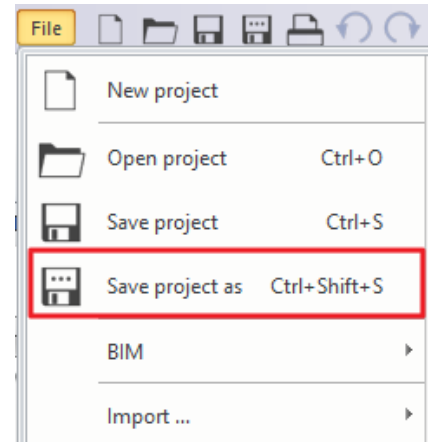 File
New project
Open project Ctrl+O
Save project Ctrl+S
Save project as Ctrl+Shift+S
BIM
Import ...